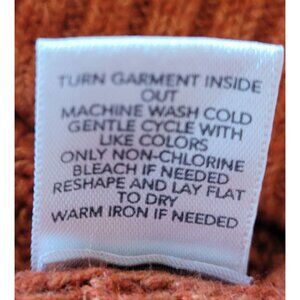 TURN GARMENT INSIDE
OUT
MACHINE WASH COLD
GENTLE CYCLE WITH
LIKE COLORS
ONLY NON-CHLORINE
BLEACH IF NEEDED
RESHAPE AND LAY FLAT
TO DRY
WARM IRON IF NEEDED